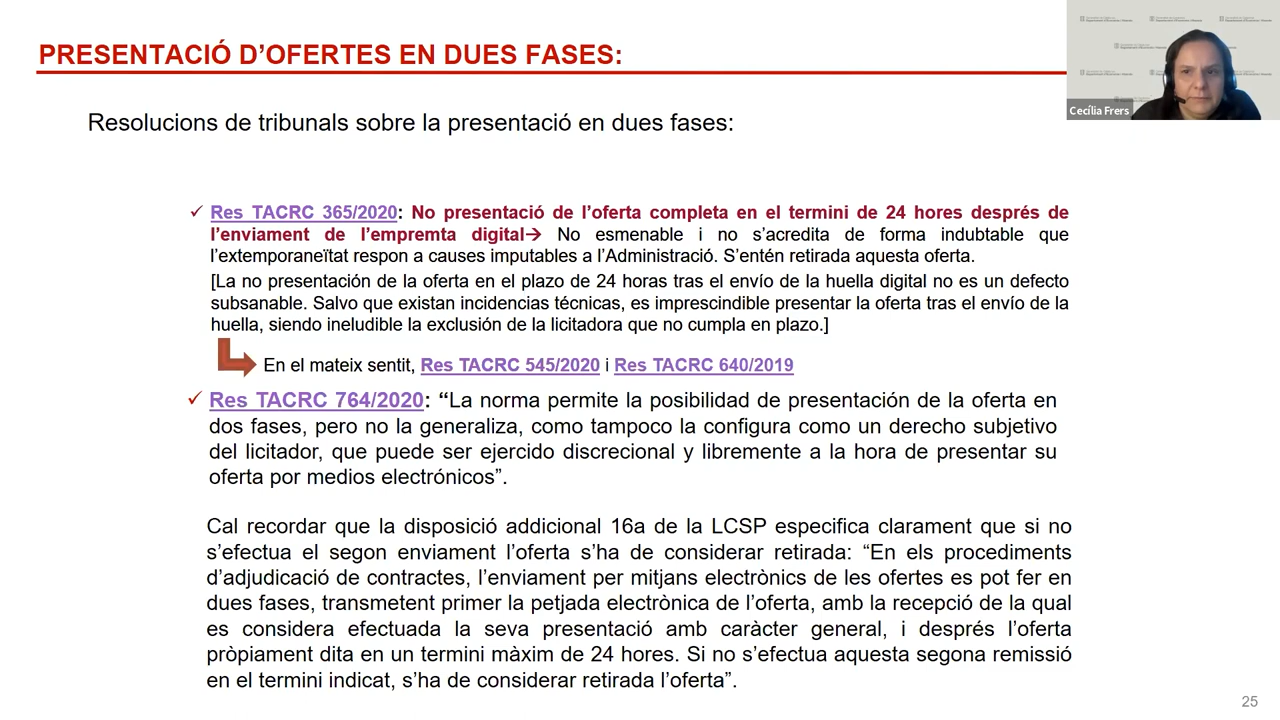 PRESENTACIÓ D’OFERTES EN DUES FASES:
Cecília Frers
Resolucions de tribunals sobre la presentació en dues fases:
✓ Res TACRC 365/2020: No presentació de l’oferta completa en el termini de 24 hores després de
l’enviament de l’empremta digital→ No esmenable i no s’acredita de forma indubtable que
l’extemporaneïtat respon a causes imputables a l’Administració. S’entén retirada aquesta oferta.
[La no presentación de la oferta en el plazo de 24 horas tras el envío de la huella digital no es un defecto
subsanable. Salvo que existan incidencias técnicas, es imprescindible presentar la oferta tras el envío de la
huella, siendo ineludible la exclusión de la licitadora que no cumpla en plazo.]
En el mateix sentit, Res TACRC 545/2020 i Res TACRC 640/2019
✓ Res TACRC 764/2020: “La norma permite la posibilidad de presentación de la oferta en
dos fases, pero no la generaliza, como tampoco la configura como un derecho subjetivo
del licitador, que puede ser ejercido discrecional y libremente a la hora de presentar su
oferta por medios electrónicos”.
Cal recordar que la disposició addicional 16a de la LCSP especifica clarament que si no
s’efectua el segon enviament l’oferta s’ha de considerar retirada: “En els procediments
d’adjudicació de contractes, l’enviament per mitjans electrònics de les ofertes es pot fer en
dues fases, transmetent primer la petjada electrònica de l’oferta, amb la recepció de la qual
es considera efectuada la seva presentació amb caràcter general, i després l’oferta
pròpiament dita en un termini màxim de 24 hores. Si no s’efectua aquesta segona remissió
en el termini indicat, s’ha de considerar retirada l’oferta”.
25